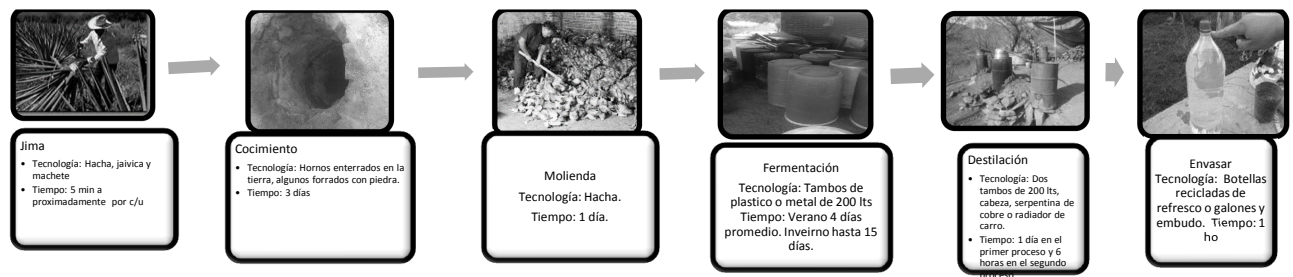 Jima
• Tecnología: Hacha, jaivica y
machete
• Tiempo: 5 min a
proximadamente por c/u
Cocimiento
• Tecnología: Hornos enterrados en la
tierra, algunos forrados con piedra.
• Tiempo: 3 días
Molienda
Tecnología: Hacha.
Tiempo: 1 día.
Fermentación
Tecnología: Tambos de
plastico o metal de 200 lts
Tiempo: Verano 4 días
promedio. Inveirno hasta 15
días.
Destilación
• Tecnología: Dos
tambos de 200 lts,
cabeza, serpentina de
cobre o radiador de
carro.
• Tiempo: 1 día en el
primer proceso y 6
horas en el segundo
proceso
Envasar
Tecnología: Botellas
recicladas de
refresco o galones y
embudo. Tiempo: 1
ho